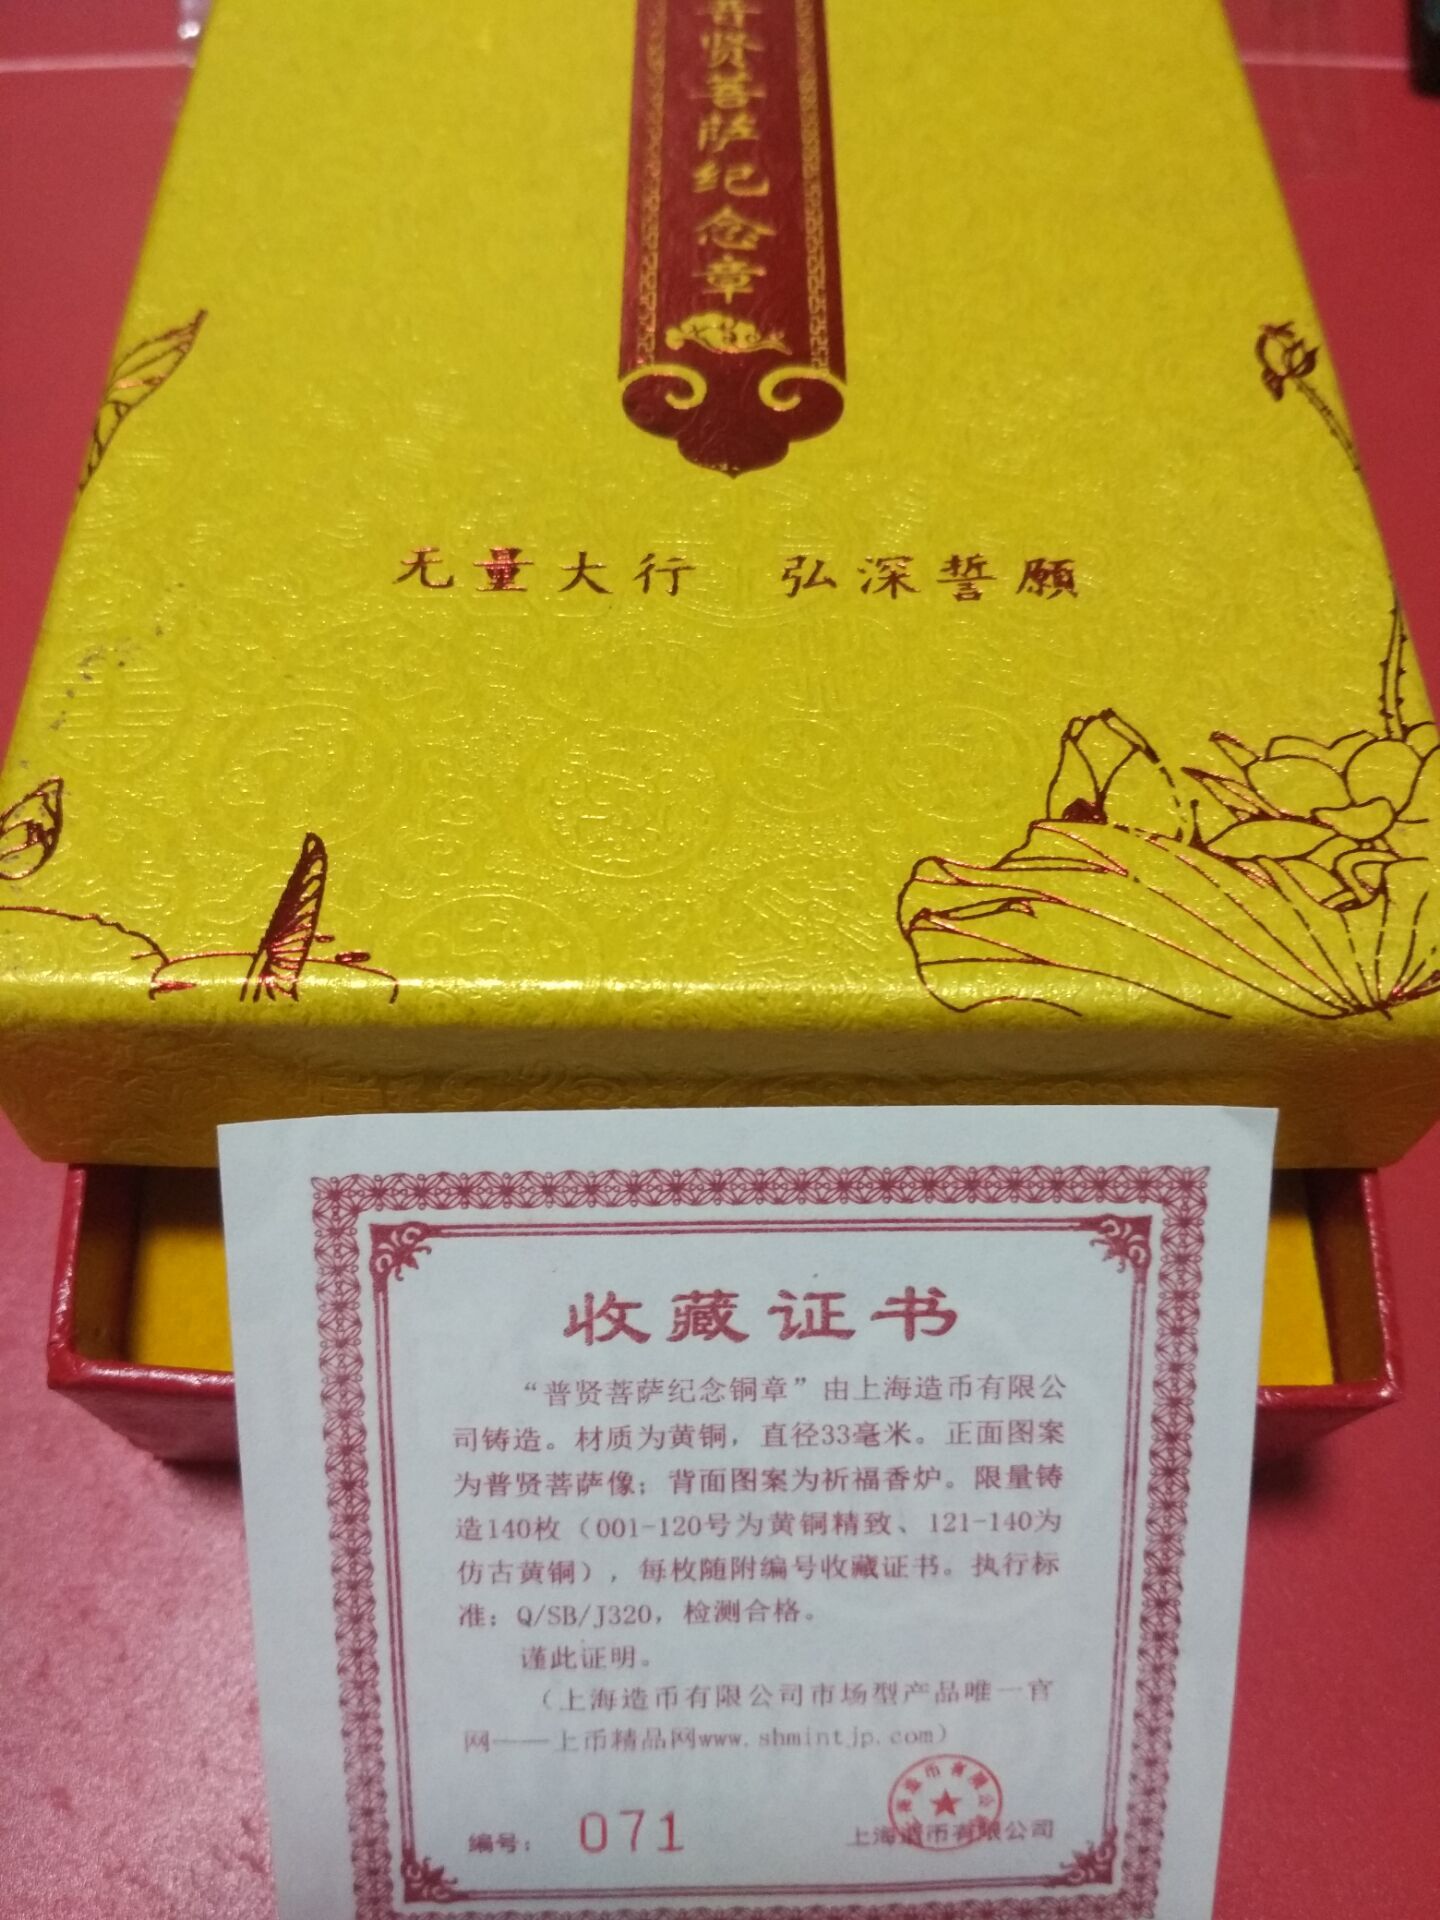 普贤菩萨纪念章
无量大行 弘深誓願
收藏证书
“普贤菩萨纪念铜章”由上海造币有限公
司铸造。材质为黄铜，直径33毫米。正面图案
为普贤菩萨像；背面图案为祈福香炉。限量铸
造140枚（001-120号为黄铜精致、121-140为
仿古黄铜），每枚随附编号收藏证书。执行标
准：Q/SB/J320，检测合格。
谨此证明。
（上海造币有限公司市场型产品唯一官
网——上币精品网www.shmintjp.com）
编号： 071
上海造币有限公司